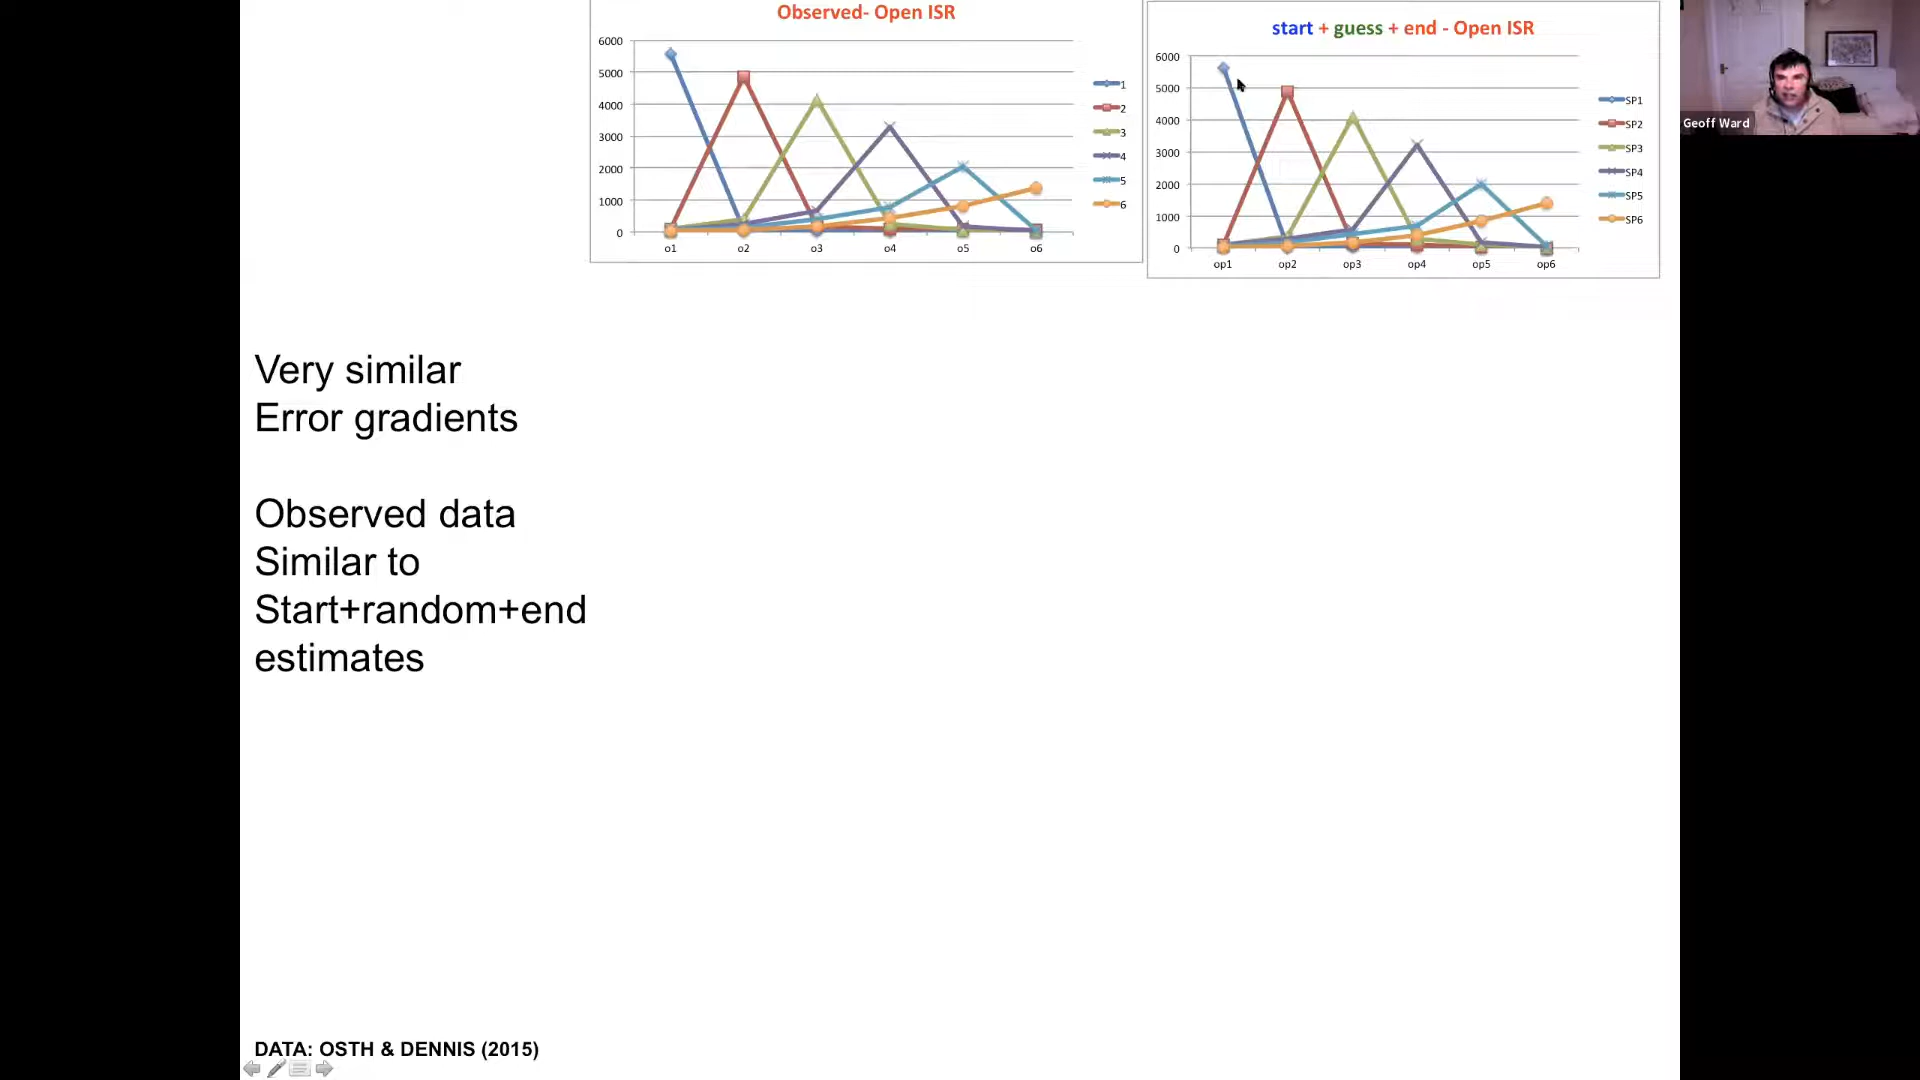 Observed- Open ISR
6000
5000
4000
3000
2000
1000
0
o1 o2 o3 o4 o5 o6
1
2
3
4
5
6
start + guess + end - Open ISR
6000
5000
4000
3000
2000
1000
0
op1 op2 op3 op4 op5 op6
SP1
SP2
SP3
SP4
SP5
SP6
Geoff Ward
Very similar
Error gradients
Observed data
Similar to
Start+random+end
estimates
DATA: OSTH & DENNIS (2015)